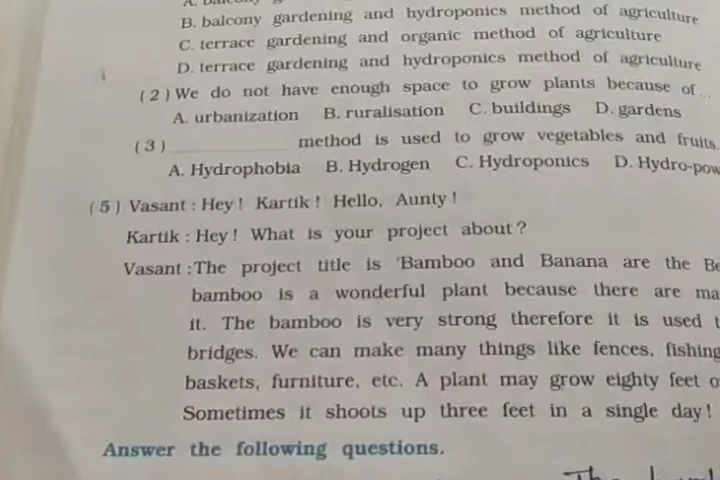 B. balcony gardening and hydroponics method of agriculture
C. terrace gardening and organic method of agriculture
D. terrace gardening and hydroponics method of agriculture
( 2 ) We do not have enough space to grow plants because of ...
A. urbanization B. ruralisation C. buildings D. gardens
( 3 ) ____________ method is used to grow vegetables and fruits.
A. Hydrophobia B. Hydrogen C. Hydroponics D. Hydro-pow
( 5 ) Vasant : Hey ! Kartik ! Hello, Aunty !
Kartik : Hey ! What is your project about ?
Vasant : The project title is 'Bamboo and Banana are the Be
bamboo is a wonderful plant because there are ma
it. The bamboo is very strong therefore it is used t
bridges. We can make many things like fences, fishing
baskets, furniture, etc. A plant may grow eighty feet o
Sometimes it shoots up three feet in a single day !
Answer the following questions.